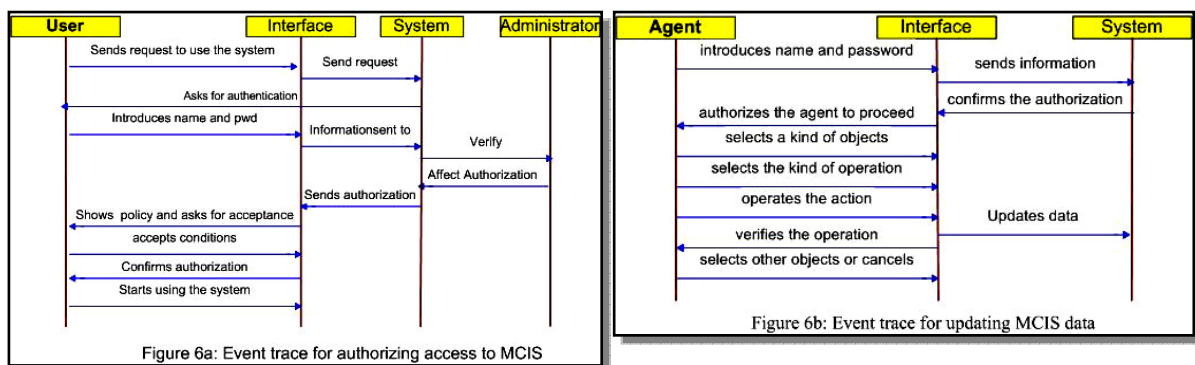 User Interface System Administrator
Sends request to use the system
Send request
Asks for authentication
Introduces name and pwd
Informationsent to
Verify
Affect Authorization
Sends authorization
Shows policy and asks for acceptance
accepts conditions
Confirms authorization
Starts using the system
Figure 6a: Event trace for authorizing access to MCIS
Agent Interface System
introduces name and password
sends information
confirms the authorization
authorizes the agent to proceed
selects a kind of objects
selects the kind of operation
operates the action
Updates data
verifies the operation
selects other objects or cancels
Figure 6b: Event trace for updating MCIS data